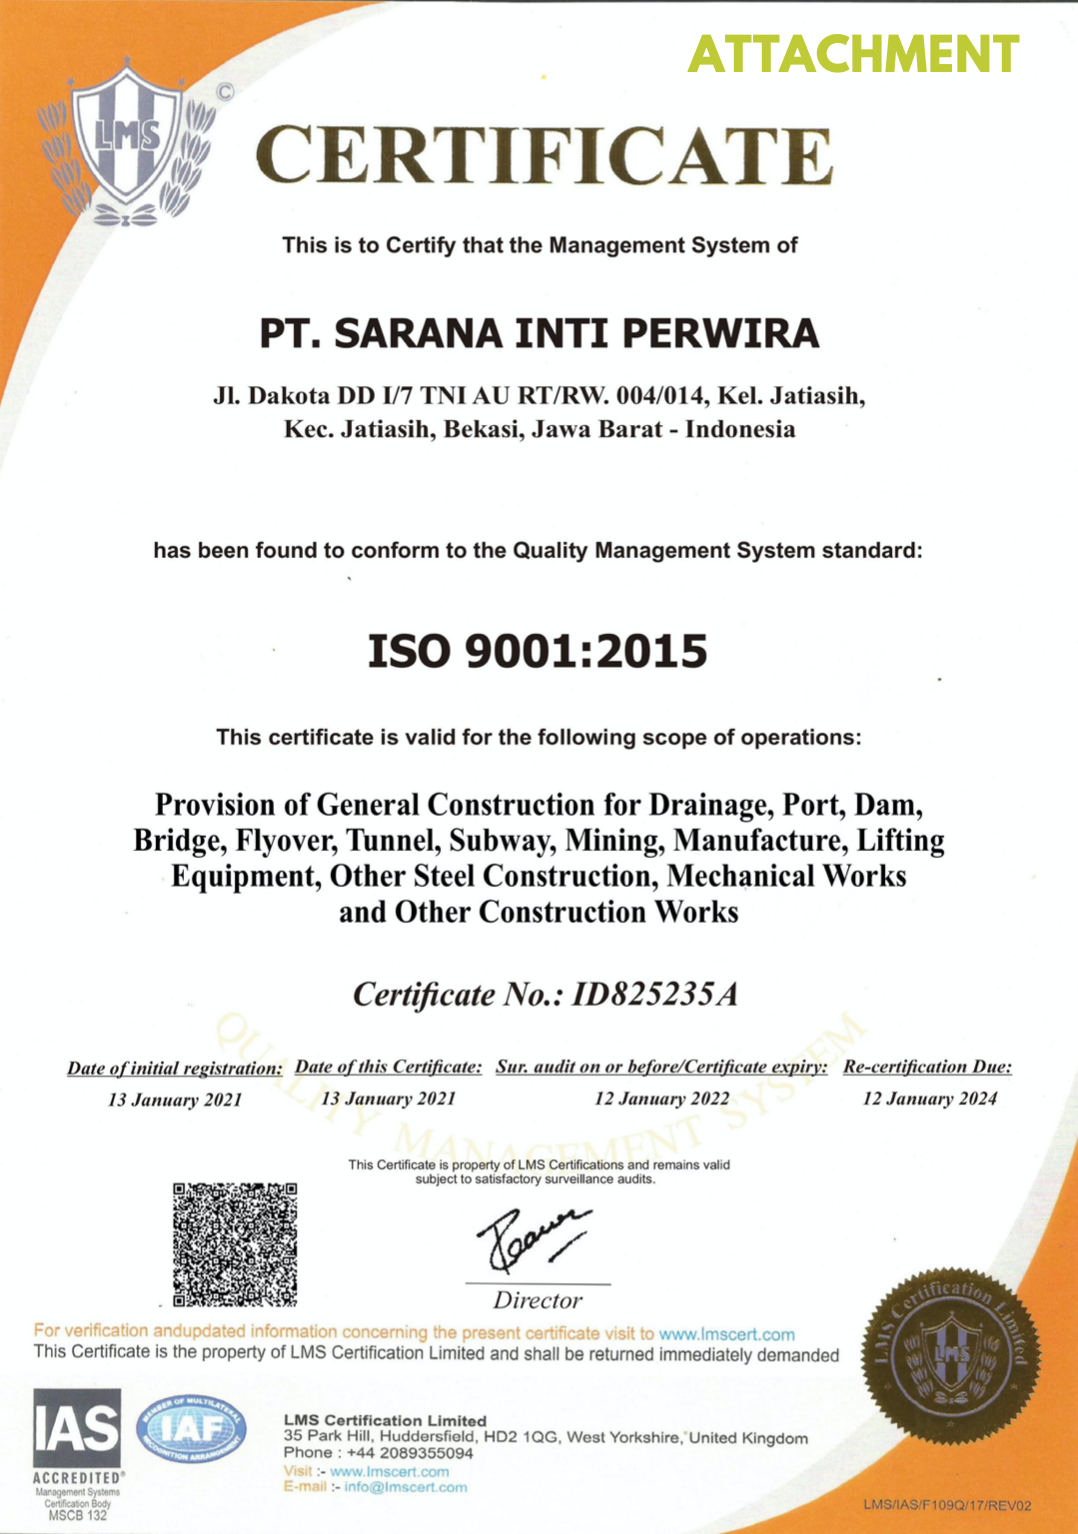 ATTACHMENT
LMS
©
CERTIFICATE
This is to Certify that the Management System of
PT. SARANA INTI PERWIRA
Jl. Dakota DD I/7 TNI AU RT/RW. 004/014, Kel. Jatiasih,
Kec. Jatiasih, Bekasi, Jawa Barat - Indonesia
has been found to conform to the Quality Management System standard:
ISO 9001:2015
This certificate is valid for the following scope of operations:
Provision of General Construction for Drainage, Port, Dam,
Bridge, Flyover, Tunnel, Subway, Mining, Manufacture, Lifting
Equipment, Other Steel Construction, Mechanical Works
and Other Construction Works
Certificate No.: ID825235A
QUALITY MANAGEMENT SYSTEM
Date of initial registration: Date of this Certificate: Sur. audit on or before/Certificate expiry: Re-certification Due:
13 January 2021 13 January 2021 12 January 2022 12 January 2024
This Certificate is property of LMS Certifications and remains valid
subject to satisfactory surveillance audits.
Director
LMS Certification Limited
LMS
For verification andupdated information concerning the present certificate visit to www.lmscert.com
This Certificate is the property of LMS Certification Limited and shall be returned immediately demanded
IAS
ACCREDITED®
Management Systems
Certification Body
MSCB 132
MEMBER OF MULTILATERAL
IAF
RECOGNITION ARRANGEMENT
LMS Certification Limited
35 Park Hill, Huddersfield, HD2 1QG, West Yorkshire, United Kingdom
Phone : +44 2089355094
Visit :- www.lmscert.com
E-mail :- info@lmscert.com
LMS/IAS/F109Q/17/REV02